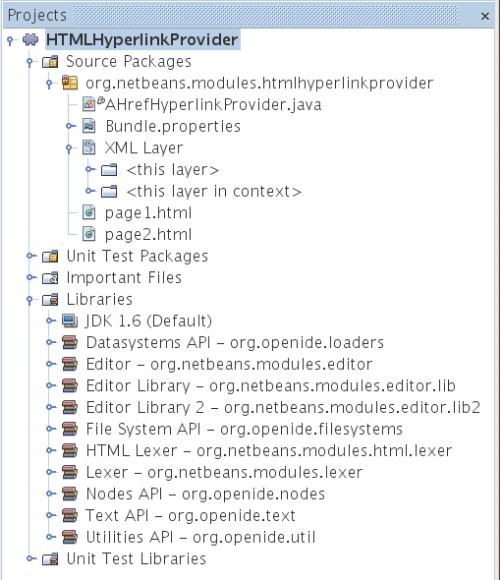 Projects
HTMLHyperlinkProvider
Source Packages
org.netbeans.modules.htmlhyperlinkprovider
AHrefHyperlinkProvider.java
Bundle.properties
XML Layer
<this layer>
<this layer in context>
page1.html
page2.html
Unit Test Packages
Important Files
Libraries
JDK 1.6 (Default)
Datasystems API – org.openide.loaders
Editor – org.netbeans.modules.editor
Editor Library – org.netbeans.modules.editor.lib
Editor Library 2 – org.netbeans.modules.editor.lib2
File System API – org.openide.filesystems
HTML Lexer – org.netbeans.modules.html.lexer
Lexer – org.netbeans.modules.lexer
Nodes API – org.openide.nodes
Text API – org.openide.text
Utilities API – org.openide.util
Unit Test Libraries